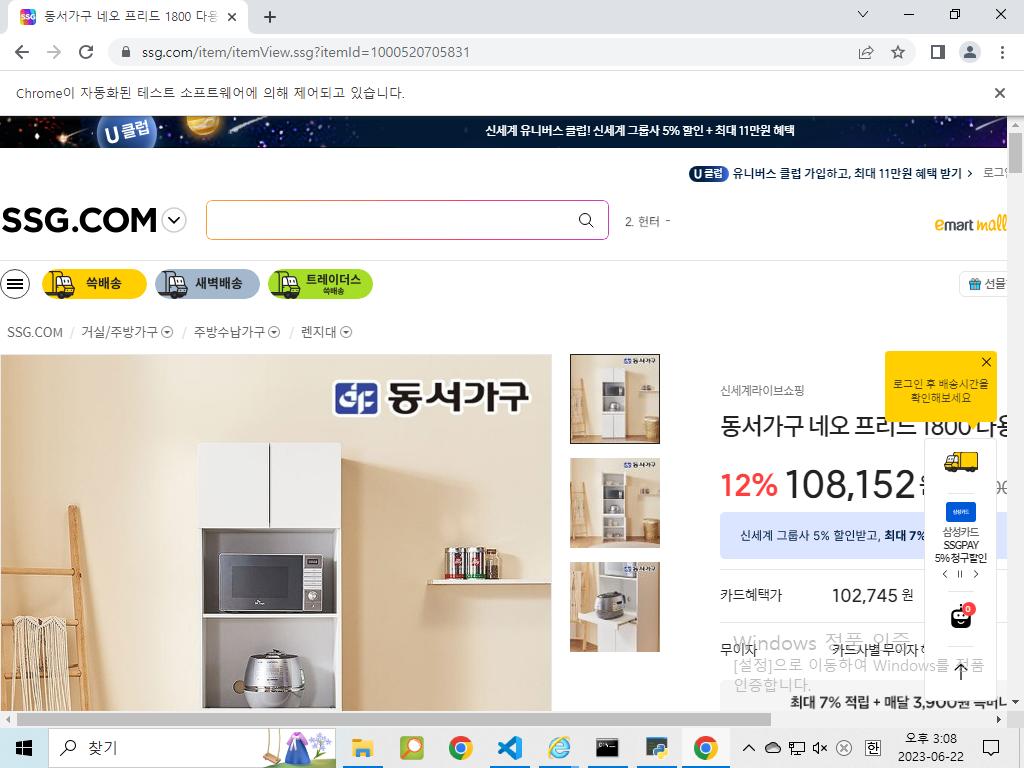 동서가구 네오 프리드 1800 다용
ssg.com/item/itemView.ssg?itemId=1000520705831
Chrome이 자동화된 테스트 소프트웨어에 의해 제어되고 있습니다.
U 클럽
신세계 유니버스 클럽! 신세계 그룹사 5% 할인 + 최대 11만원 혜택
U 클럽 유니버스 클럽 가입하고, 최대 11만원 혜택 받기 > 로그인
SSG.COM
2. 헌터 -
emart mall
쓱배송
새벽배송
트레이더스
쓱배송
선물
SSG.COM / 거실/주방가구 / 주방수납가구 / 렌지대
동서가구
로그인 후 배송시간을
확인해보세요
신세계라이브쇼핑
동서가구 네오 프리드 1800 다용
12% 108,152원
신세계 그룹사 5% 할인받고, 최대 7%
삼성카드
삼성카드
SSGPAY
5% 청구할인
카드혜택가 102,745 원
0
무이자 카드사별 무이자
Windows 정품 인증
[설정]으로 이동하여 Windows를 정품
인증합니다.
최대 7% 적립 + 매달 3,900원
찾기
한
오후 3:08
2023-06-22